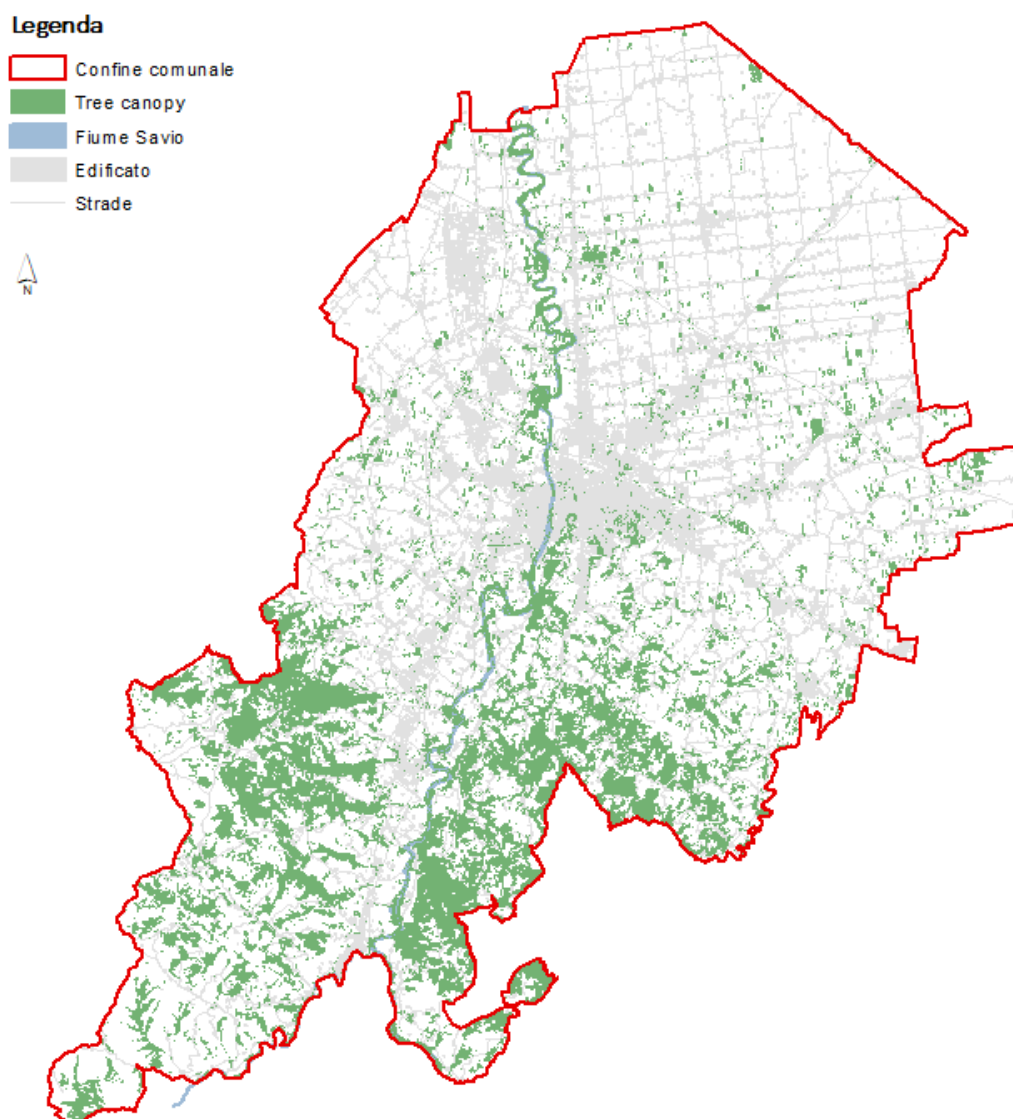 Legenda
Confine comunale
Tree canopy
Fiume Savio
Edificato
Strade
N